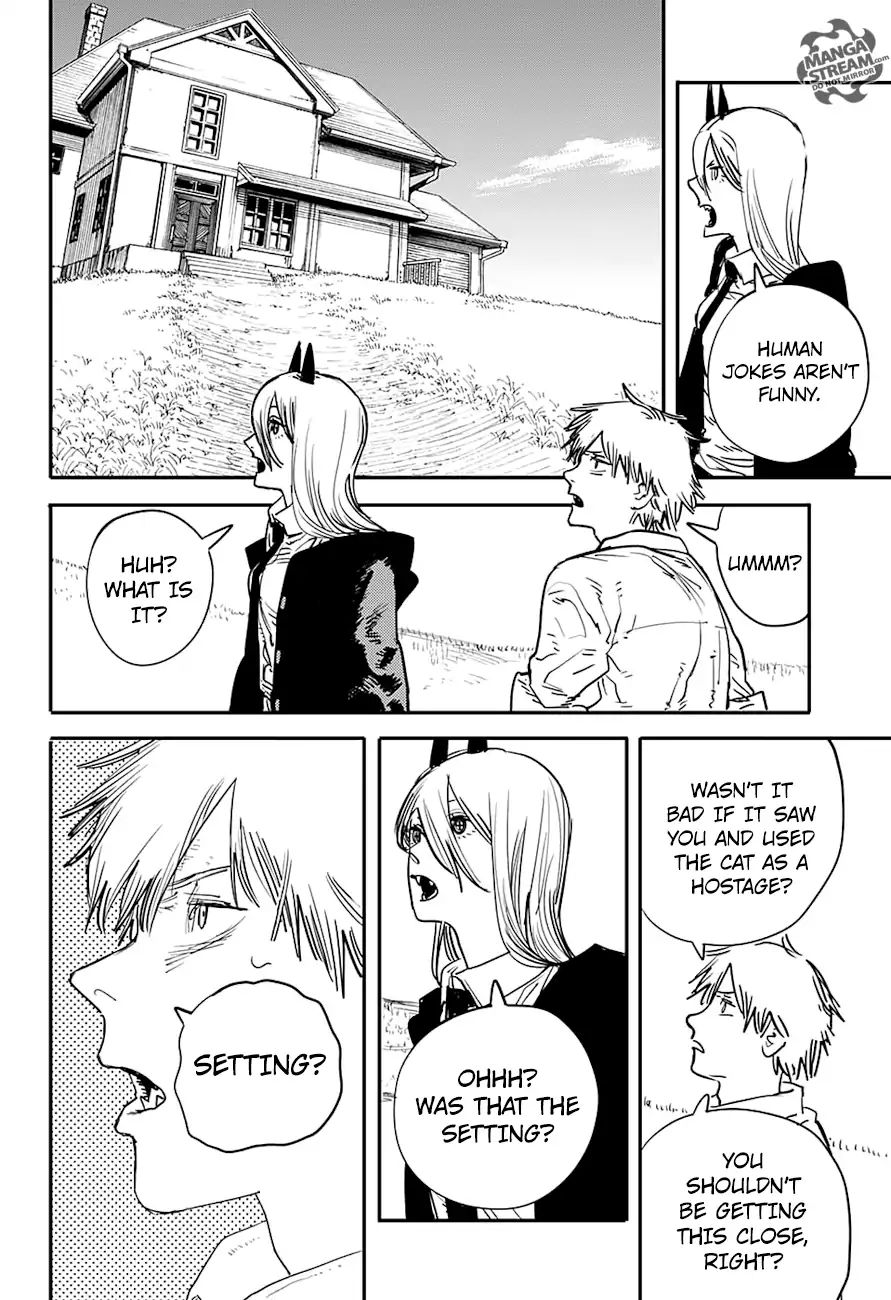 MANGA
STREAM.com
DO NOT MIRROR
HUMAN
JOKES AREN'T
FUNNY.
UMMM?
HUH?
WHAT IS
IT?
WASN'T IT
BAD IF IT SAW
YOU AND USED
THE CAT AS A
HOSTAGE?
YOU
SHOULDN'T
BE GETTING
THIS CLOSE,
RIGHT?
OHHH?
WAS THAT THE
SETTING?
SETTING?